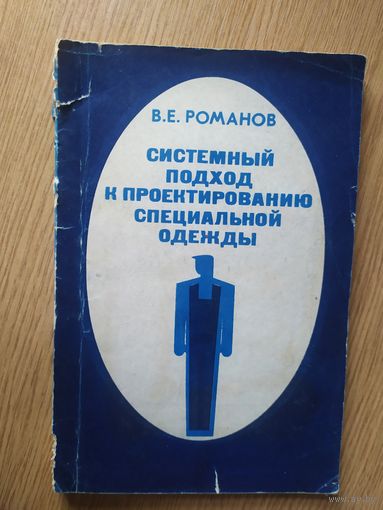 В.Е. РОМАНОВ
СИСТЕМНЫЙ
ПОДХОД
К ПРОЕКТИРОВАНИЮ
СПЕЦИАЛЬНОЙ
ОДЕЖДЫ